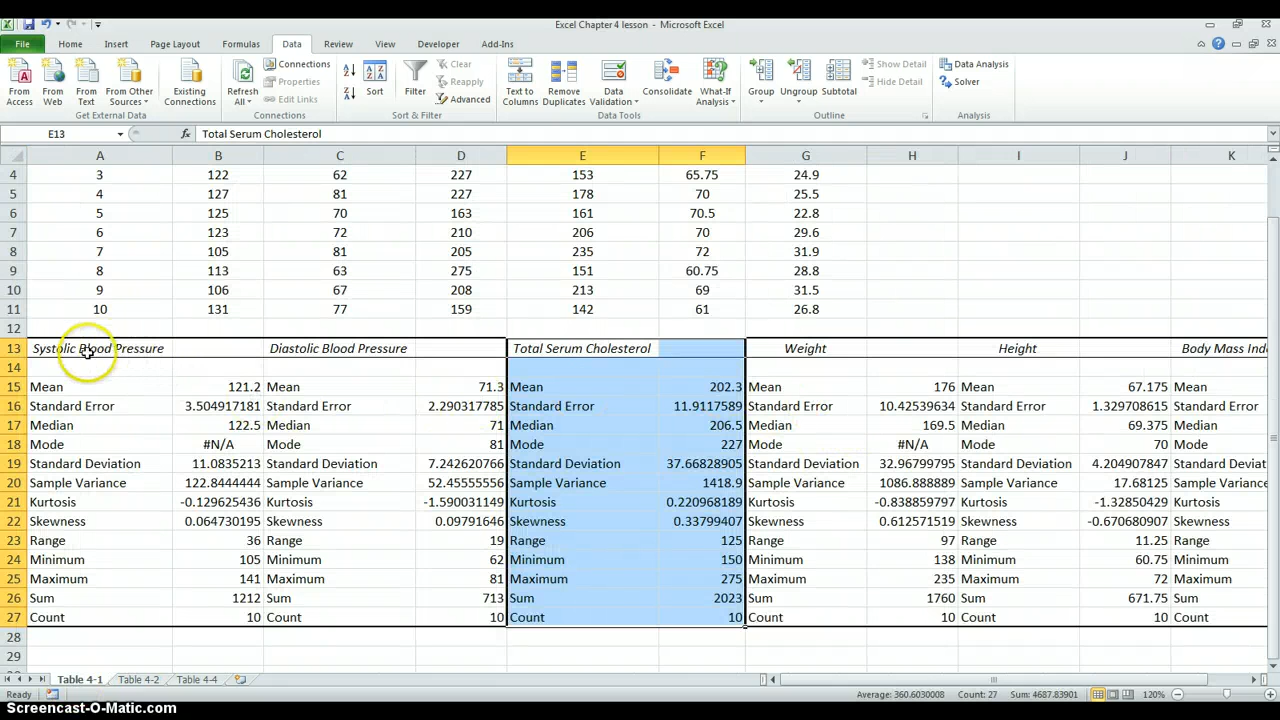 Excel Chapter 4 lesson - Microsoft Excel
File Home Insert Page Layout Formulas Data Review View Developer Add-Ins
From Access From Web From Text From Other Sources Existing Connections Refresh All Connections Properties Edit Links Sort Filter Clear Reapply Advanced Text to Columns Remove Duplicates Data Validation Consolidate What-If Analysis Group Ungroup Subtotal Show Detail Hide Detail Data Analysis Solver
Get External Data Connections Sort & Filter Data Tools Outline Analysis
E13 fx Total Serum Cholesterol
A B C D E F G H I J K
4 3 122 62 227 153 65.75 24.9
5 4 127 81 227 178 70 25.5
6 5 125 70 163 161 70.5 22.8
7 6 123 72 210 206 70 29.6
8 7 105 81 205 235 72 31.9
9 8 113 63 275 151 60.75 28.8
10 9 106 67 208 213 69 31.5
11 10 131 77 159 142 61 26.8
12
13 Systolic Blood Pressure Diastolic Blood Pressure Total Serum Cholesterol Weight Height Body Mass Inde
14
15 Mean 121.2 Mean 71.3 Mean 202.3 Mean 176 Mean 67.175 Mean
16 Standard Error 3.504917181 Standard Error 2.290317785 Standard Error 11.9117589 Standard Error 10.42539634 Standard Error 1.329708615 Standard Error
17 Median 122.5 Median 71 Median 206.5 Median 169.5 Median 69.375 Median
18 Mode #N/A Mode 81 Mode 227 Mode #N/A Mode 70 Mode
19 Standard Deviation 11.0835213 Standard Deviation 7.242620766 Standard Deviation 37.66828905 Standard Deviation 32.96799795 Standard Deviation 4.204907847 Standard Deviat
20 Sample Variance 122.8444444 Sample Variance 52.45555556 Sample Variance 1418.9 Sample Variance 1086.888889 Sample Variance 17.68125 Sample Variance
21 Kurtosis -0.129625436 Kurtosis -1.590031149 Kurtosis 0.220968189 Kurtosis -0.838859797 Kurtosis -1.32850429 Kurtosis
22 Skewness 0.064730195 Skewness 0.09791646 Skewness 0.33799407 Skewness 0.612571519 Skewness -0.670680907 Skewness
23 Range 36 Range 19 Range 125 Range 97 Range 11.25 Range
24 Minimum 105 Minimum 62 Minimum 150 Minimum 138 Minimum 60.75 Minimum
25 Maximum 141 Maximum 81 Maximum 275 Maximum 235 Maximum 72 Maximum
26 Sum 1212 Sum 713 Sum 2023 Sum 1760 Sum 671.75 Sum
27 Count 10 Count 10 Count 10 Count 10 Count 10 Count
28
29
Table 4-1 Table 4-2 Table 4-4
Ready Average: 360.6030008 Count: 27 Sum: 4687.83901 120%
Screencast-O-Matic.com